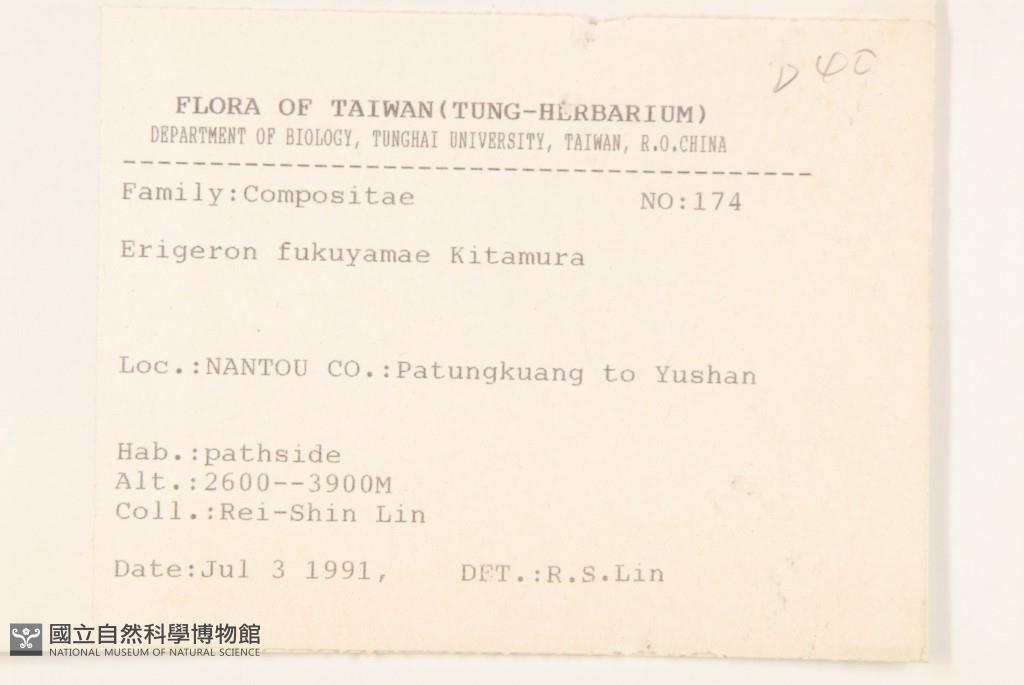 D40
FLORA OF TAIWAN(TUNG-HERBARIUM)
DEPARTMENT OF BIOLOGY, TUNGHAI UNIVERSITY, TAIWAN, R.O.CHINA
Family:Compositae NO:174
Erigeron fukuyamae Kitamura
Loc.:NANTOU CO.:Patungkuang to Yushan
Hab.:pathside
Alt.:2600--3900M
Coll.:Rei-Shin Lin
Date:Jul 3 1991, DET.:R.S.Lin
國立自然科學博物館
NATIONAL MUSEUM OF NATURAL SCIENCE